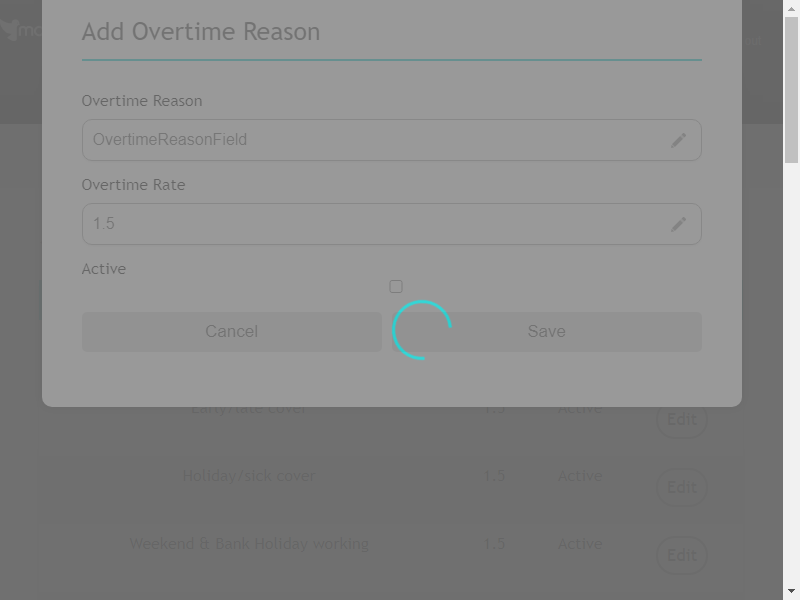 Add Overtime Reason
Overtime Reason
OvertimeReasonField
Overtime Rate
1.5
Active
Cancel
Save
Early/late cover 1.5 Active Edit
Holiday/sick cover 1.5 Active Edit
Weekend & Bank Holiday working 1.5 Active Edit